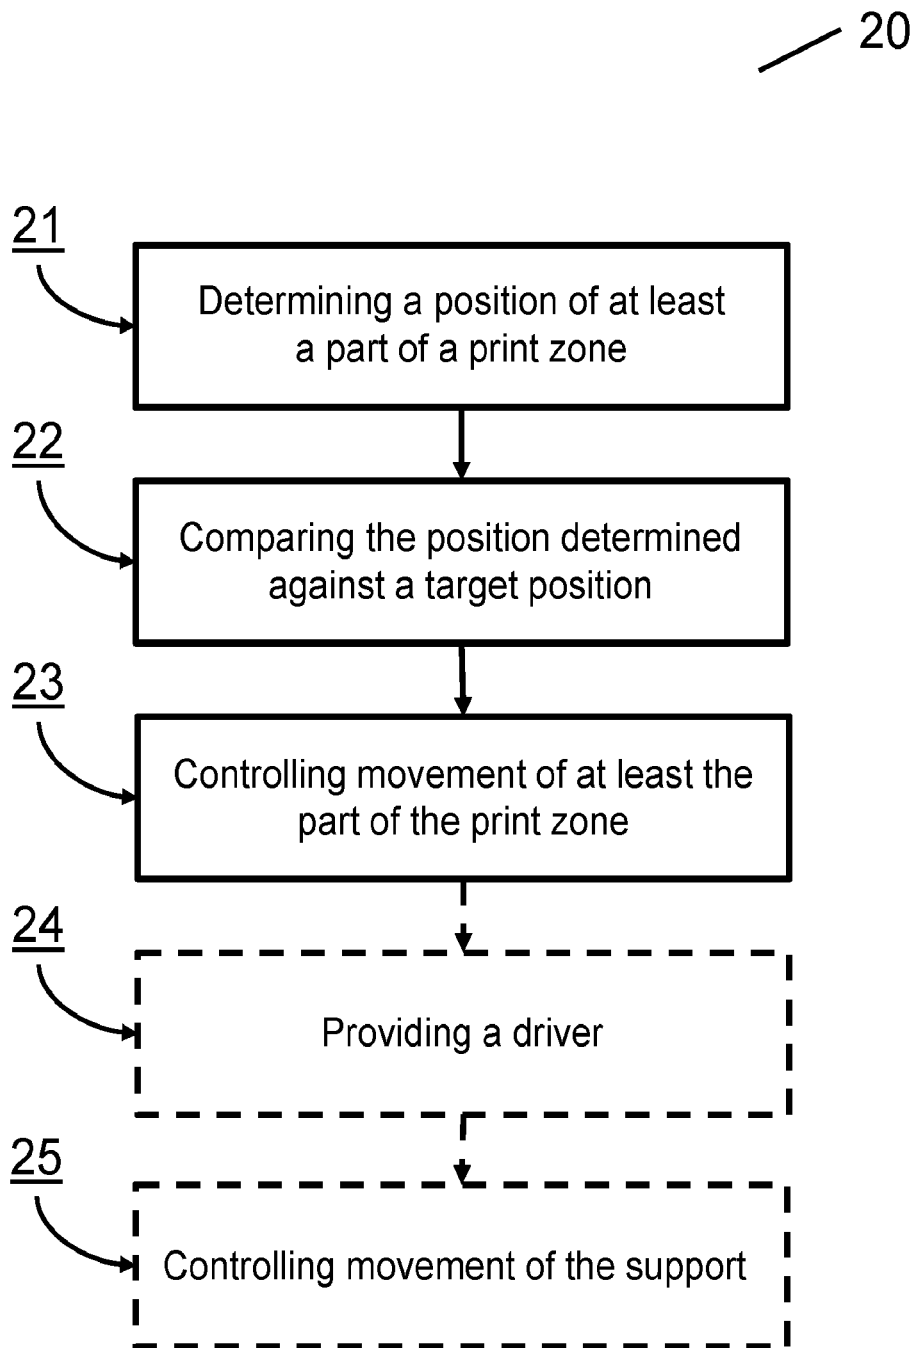 20
21
Determining a position of at least
a part of a print zone
22
Comparing the position determined
against a target position
23
Controlling movement of at least the
part of the print zone
24
Providing a driver
25
Controlling movement of the support